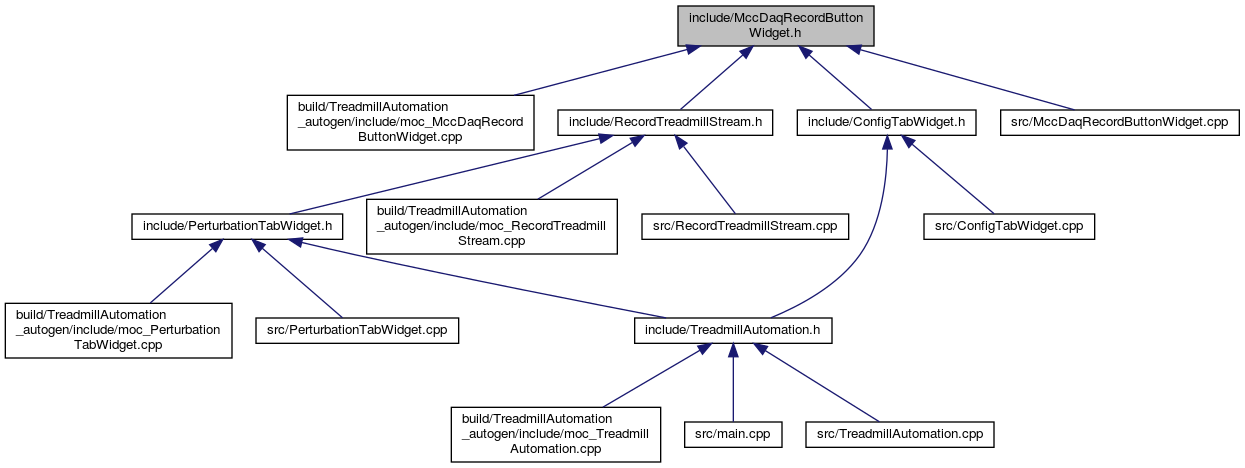 include/MccDaqRecordButton
Widget.h
build/TreadmillAutomation
_autogen/include/moc_MccDaqRecord
ButtonWidget.cpp
include/RecordTreadmillStream.h
include/ConfigTabWidget.h
src/MccDaqRecordButtonWidget.cpp
include/PerturbationTabWidget.h
build/TreadmillAutomation
_autogen/include/moc_RecordTreadmill
Stream.cpp
src/RecordTreadmillStream.cpp
src/ConfigTabWidget.cpp
build/TreadmillAutomation
_autogen/include/moc_Perturbation
TabWidget.cpp
src/PerturbationTabWidget.cpp
include/TreadmillAutomation.h
build/TreadmillAutomation
_autogen/include/moc_Treadmill
Automation.cpp
src/main.cpp
src/TreadmillAutomation.cpp